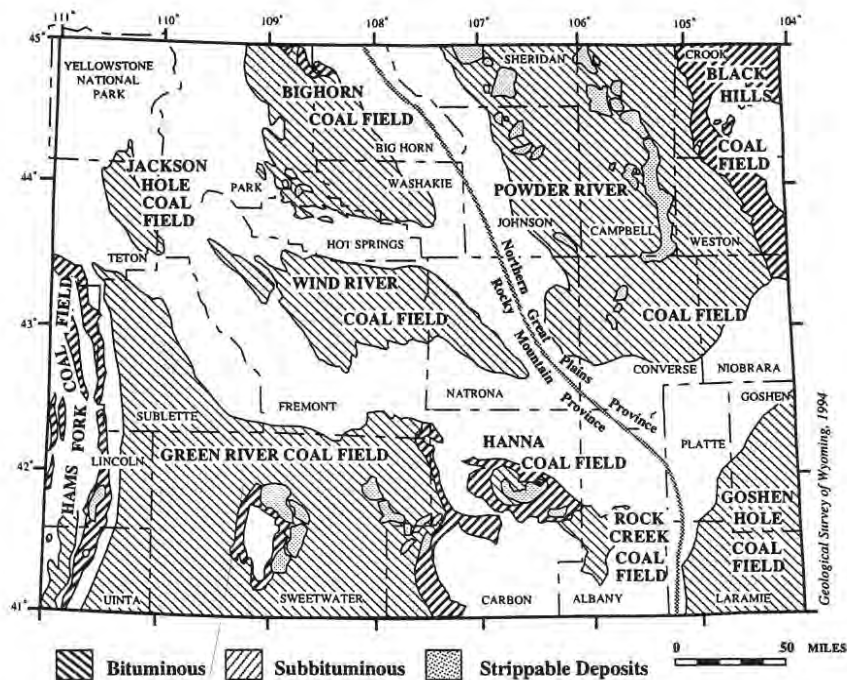 111° 110° 109° 108° 107° 106° 105° 104°
45°
YELLOWSTONE
NATIONAL
PARK
SHERIDAN
CROOK
BLACK
HILLS
COAL
FIELD
BIGHORN
COAL FIELD
BIG HORN
44°
JACKSON
HOLE
COAL
FIELD
PARK
WASHAKIE
POWDER RIVER
JOHNSON
CAMPBELL
WESTON
HOT SPRINGS
TETON
WIND RIVER
COAL FIELD
Northern Great Plains Province
Rocky Mountain Province
COAL FIELD
43°
CONVERSE
NIOBRARA
NATRONA
GOSHEN
SUBLETTE
FREMONT
PLATTE
HAMS FORK COAL FIELD
LINCOLN
GREEN RIVER COAL FIELD
HANNA
COAL FIELD
42°
GOSHEN
HOLE
COAL
FIELD
ROCK
CREEK
COAL
FIELD
UINTA
SWEETWATER
CARBON
ALBANY
LARAMIE
41°
Geological Survey of Wyoming, 1994
0 50 MILES
Bituminous
Subbituminous
Strippable Deposits